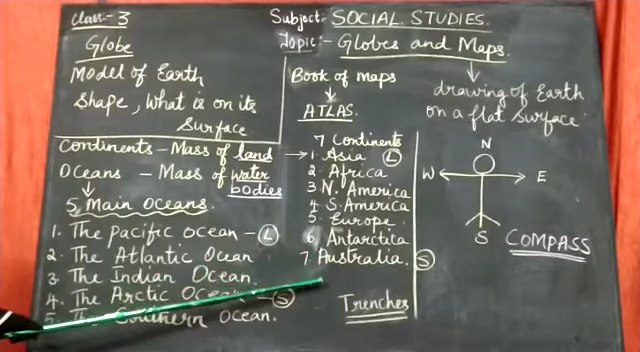 Class:- 3
Subject: SOCIAL STUDIES.
Topic:- Globes and Maps.
Globe
Model of Earth
Shape, What is on its
Surface
Continents - Mass of land
Oceans - Mass of water
bodies
5 Main Oceans.
1. The pacific ocean - L
2. The Atlantic Ocean
3. The Indian Ocean.
4. The Arctic Ocean - S
5. The Southern Ocean.
Book of maps
ATLAS
7 Continents
1. Asia L
2. Africa
3 N. America
4 S. America
5. Europe
6. Antarctica
7. Australia. S
Trenches
drawing of Earth
on a flat surface
N
W E
S
COMPASS